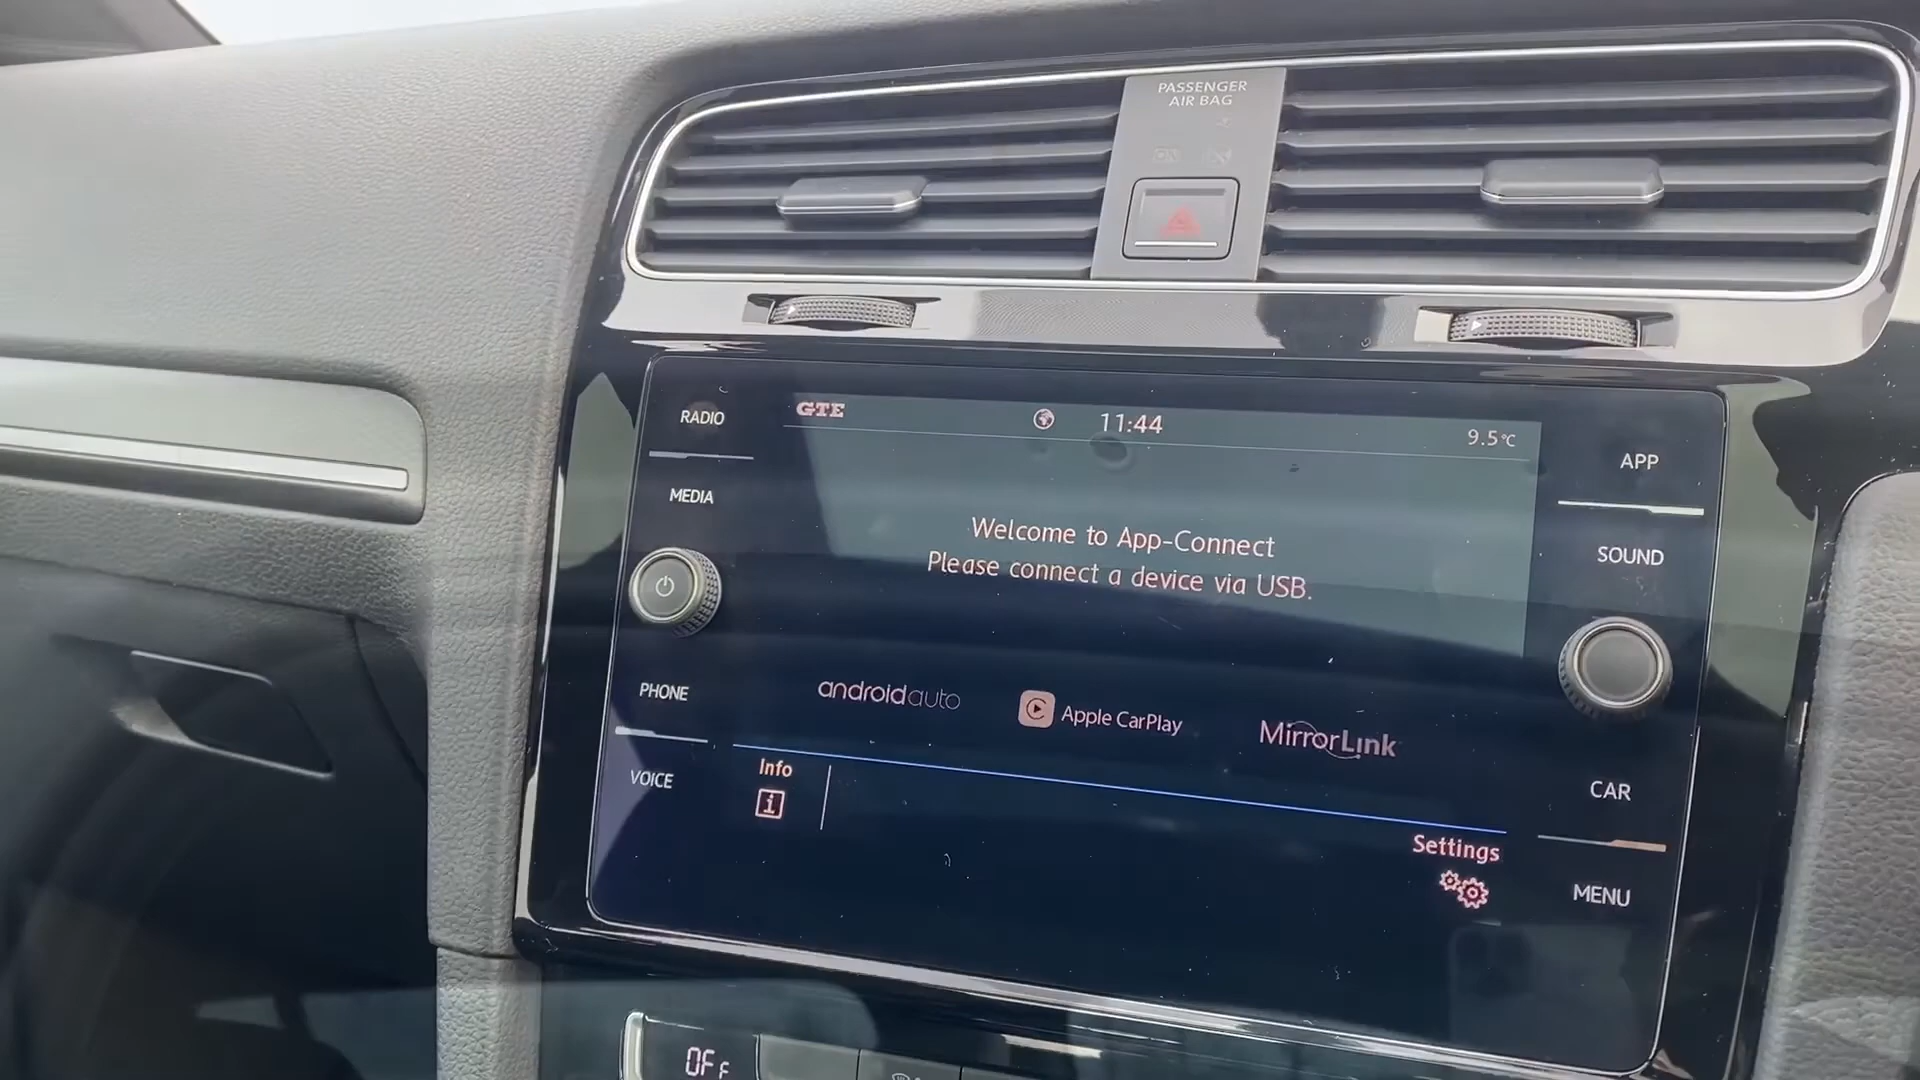 PASSENGER
AIR BAG
RADIO
MEDIA
PHONE
VOICE
GTE
11:44
9.5°C
Welcome to App-Connect
Please connect a device via USB.
androidauto
Apple CarPlay
MirrorLink
Info
i
Settings
APP
SOUND
CAR
MENU
OFF